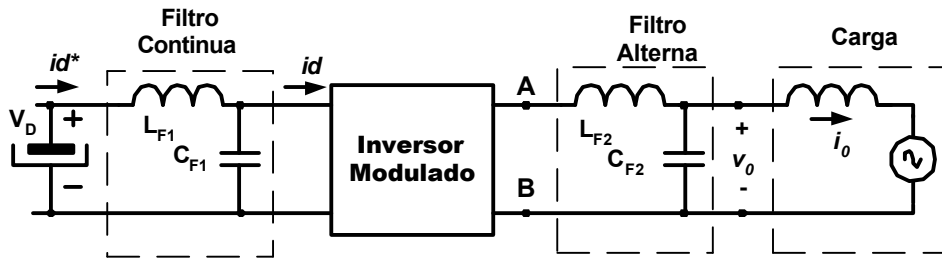 Filtro
Continua
Filtro
Alterna
Carga
id*
id
A
V_D
+
L_F1
C_F1
Inversor
Modulado
L_F2
C_F2
+
v_0
-
i_0
−
B